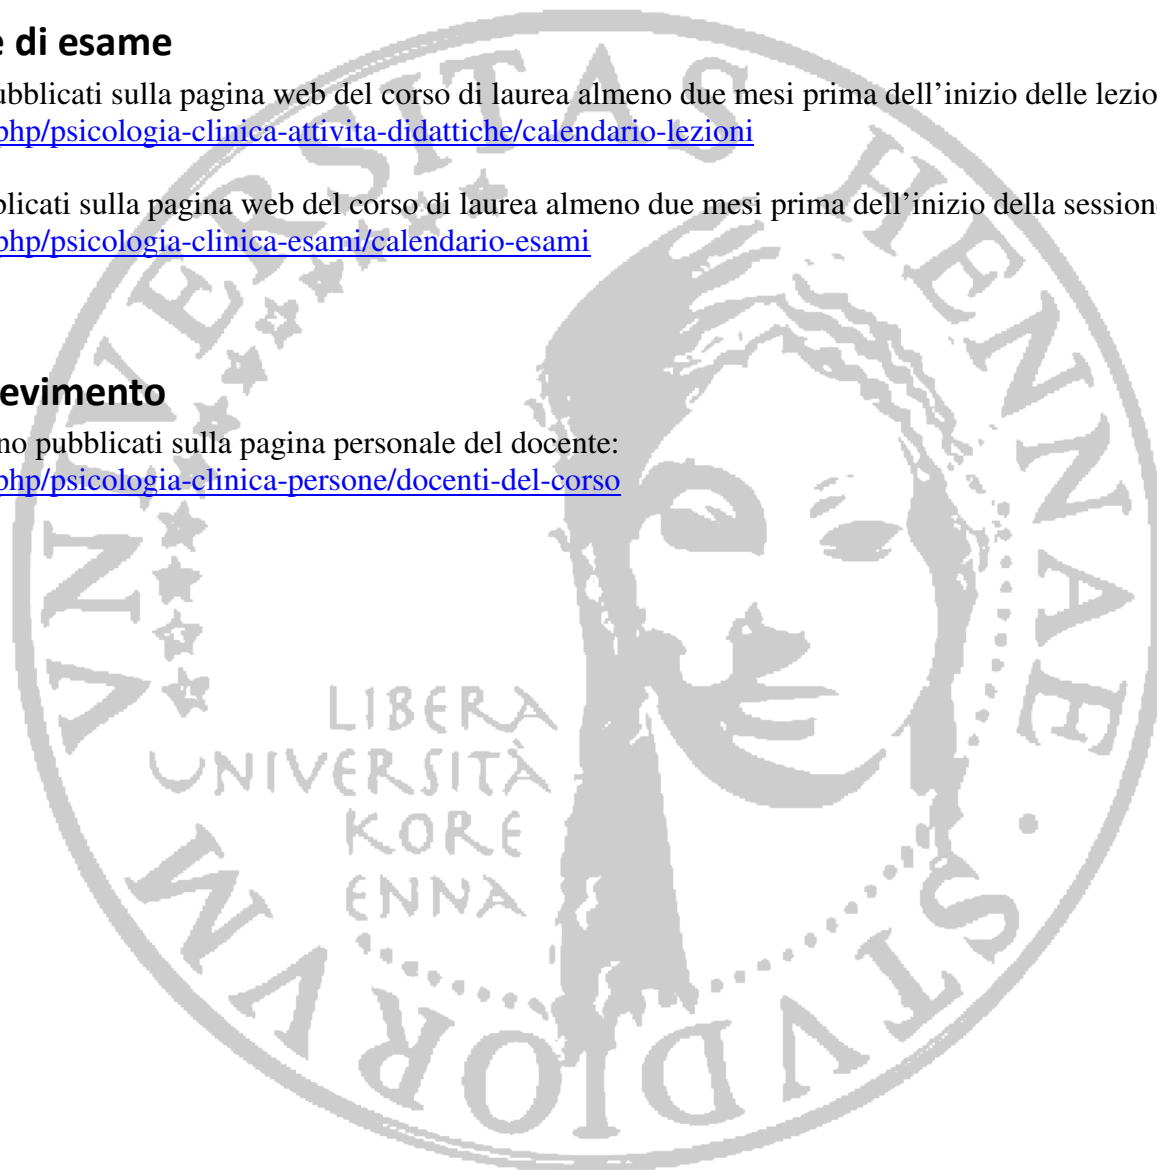 e di esame
ubblicati sulla pagina web del corso di laurea almeno due mesi prima dell’inizio delle lezio
php/psicologia-clinica-attivita-didattiche/calendario-lezioni
blicati sulla pagina web del corso di laurea almeno due mesi prima dell’inizio della session
php/psicologia-clinica-esami/calendario-esami
evimento
no pubblicati sulla pagina personale del docente:
php/psicologia-clinica-persone/docenti-del-corso
VNIVERSITAS HENNAE · STVDIORVM
LIBERA
UNIVERSITÀ
KORE
ENNA